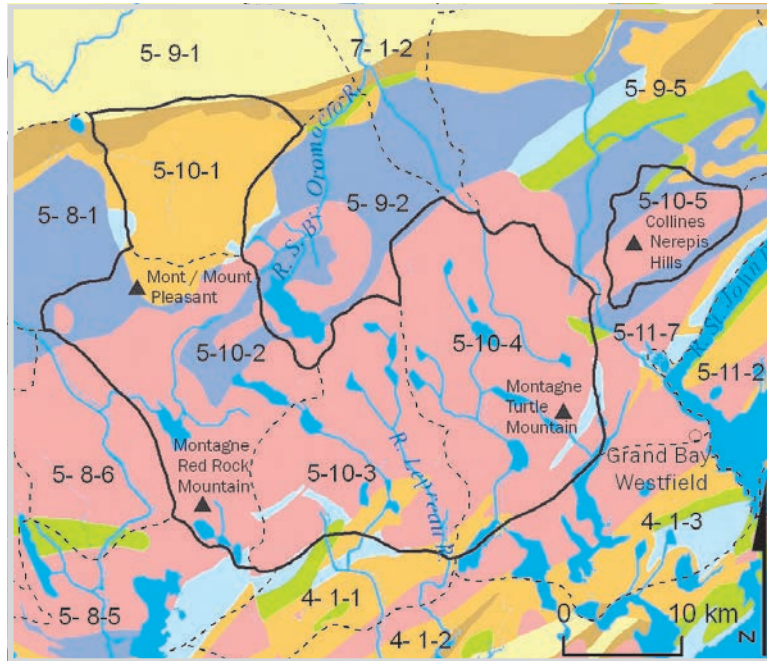 5- 9-1
7- 1-2
5- 9-5
R. S. Br. Oromocto R.
5-10-1
5- 8-1
5- 9-2
5-10-5
Collines
Nerepis
Hills
Mont / Mount
Pleasant
R. St. John
5-11-7
5-10-2
5-10-4
5-11-2
Montagne
Turtle
Mountain
Montagne
Red Rock
Mountain
5- 8-6
5-10-3
R. Lepreau R.
Grand Bay
Westfield
4- 1-3
5- 8-5
4- 1-1
4- 1-2
0 10 km
N